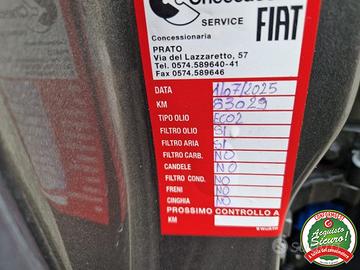 SERVICE FIAT
Concessionaria
PRATO
Via del Lazzaretto, 57
Tel. 0574.589640-41
Fax 0574.589646
DATA 1/07/2025
KM 83029
TIPO OLIO ECO2
FILTRO OLIO SI
FILTRO ARIA SI
FILTRO CARB. NO
CANDELE NO
FILTRO COND. NO
FRENI NO
CINGHIA NO
PROSSIMO CONTROLLO A
KM
Acquisto
Sicuro!